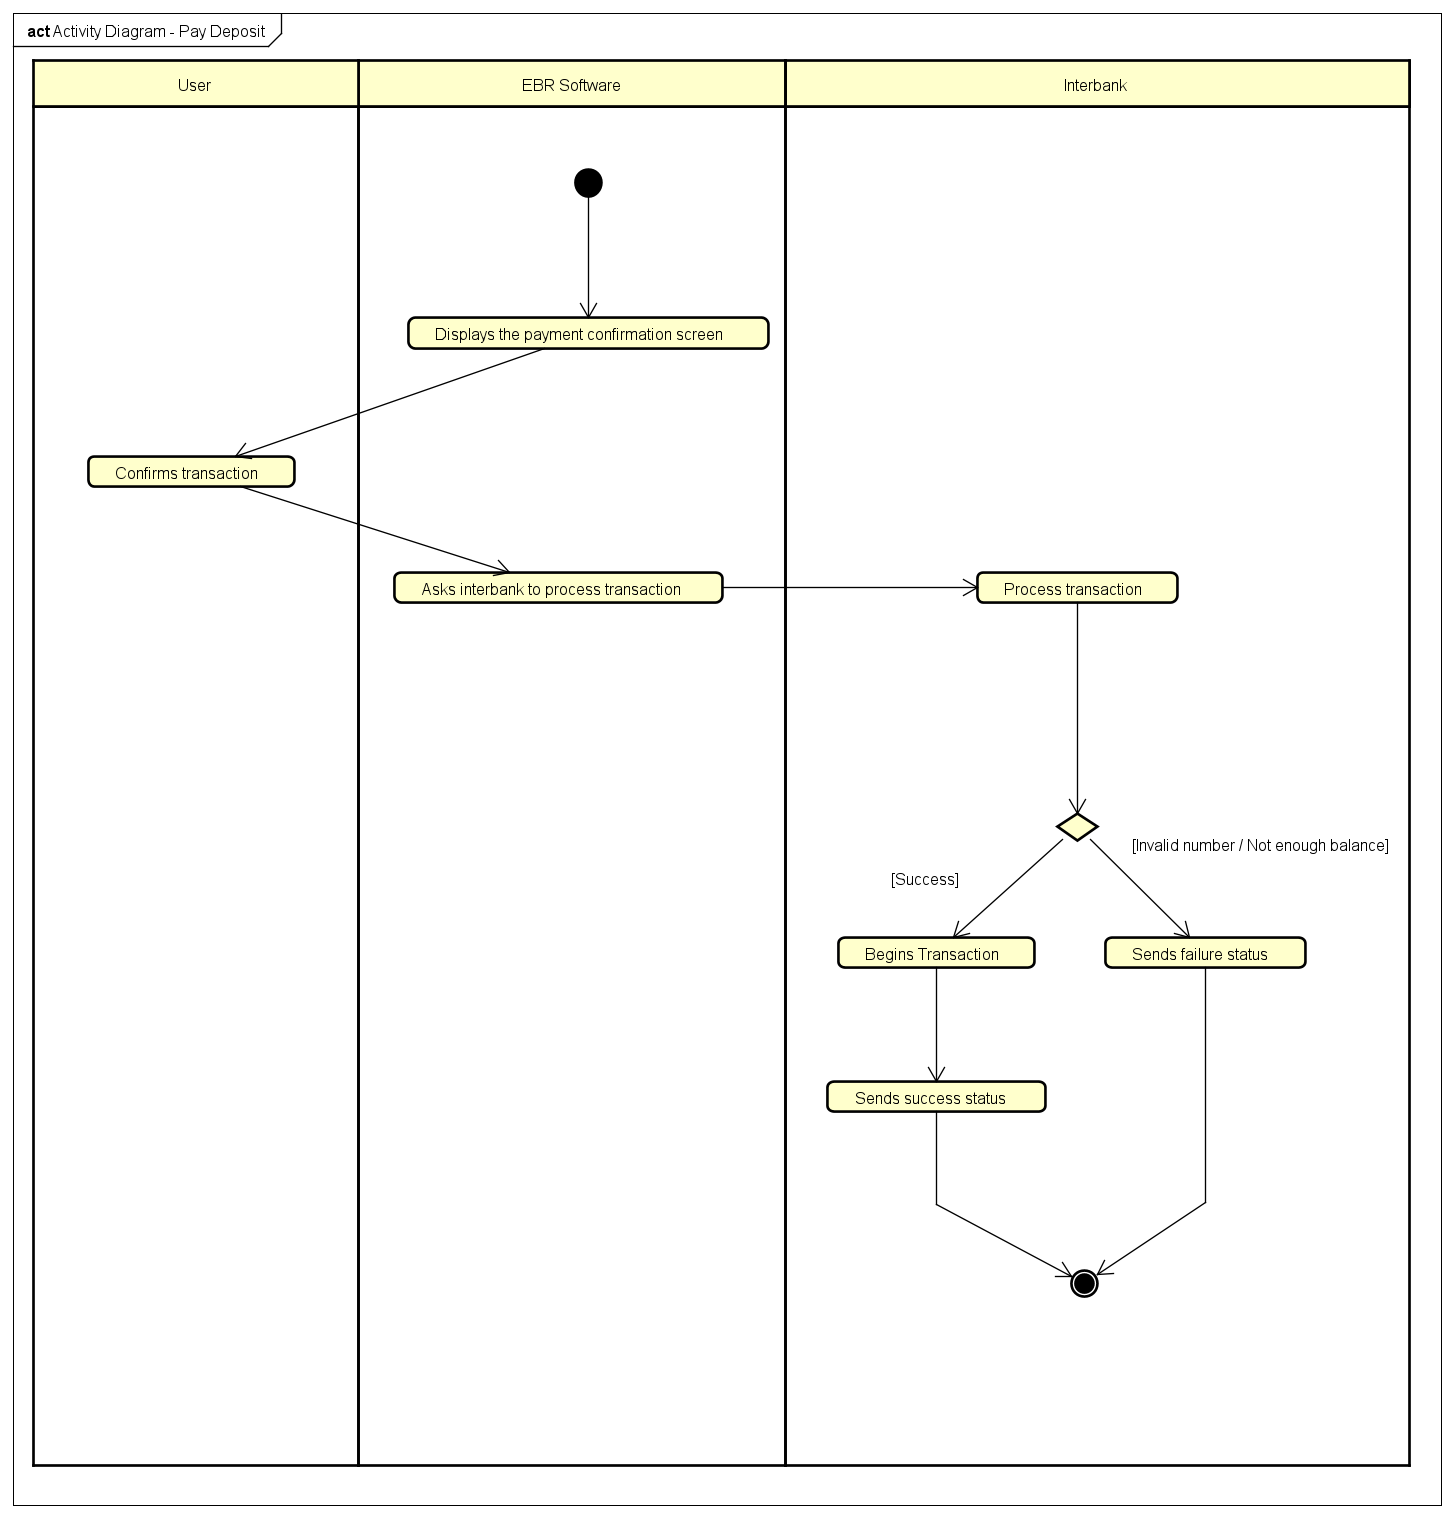 act Activity Diagram - Pay Deposit
User
EBR Software
Interbank
Displays the payment confirmation screen
Confirms transaction
Asks interbank to process transaction
Process transaction
[Invalid number / Not enough balance]
[Success]
Begins Transaction
Sends failure status
Sends success status